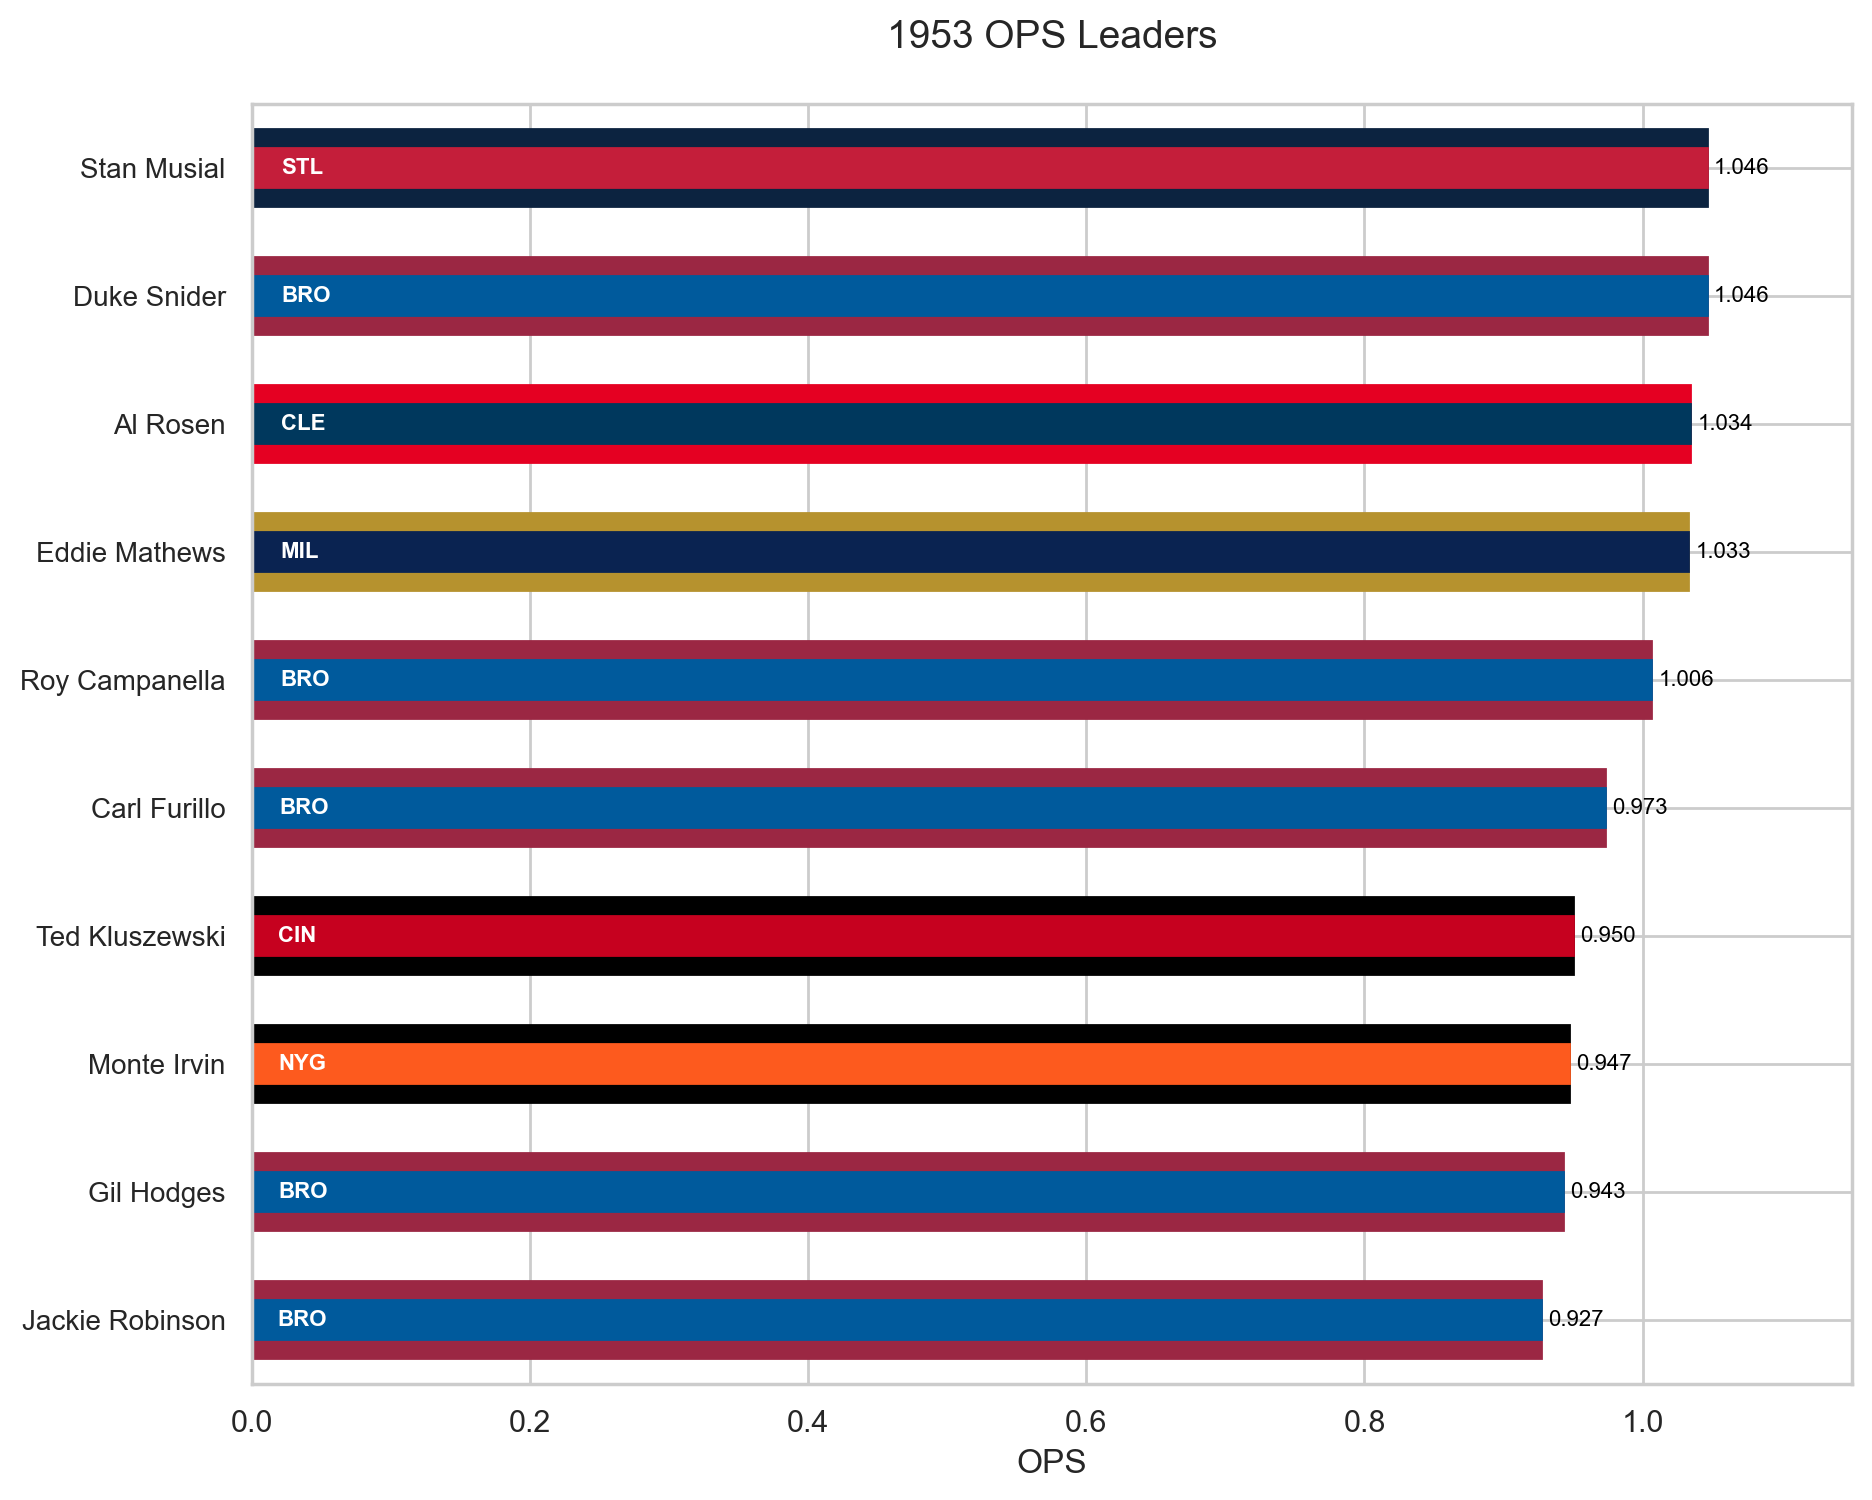 1953 OPS Leaders
Stan Musial STL 1.046
Duke Snider BRO 1.046
Al Rosen CLE 1.034
Eddie Mathews MIL 1.033
Roy Campanella BRO 1.006
Carl Furillo BRO 0.973
Ted Kluszewski CIN 0.950
Monte Irvin NYG 0.947
Gil Hodges BRO 0.943
Jackie Robinson BRO 0.927
0.0 0.2 0.4 0.6 0.8 1.0
OPS